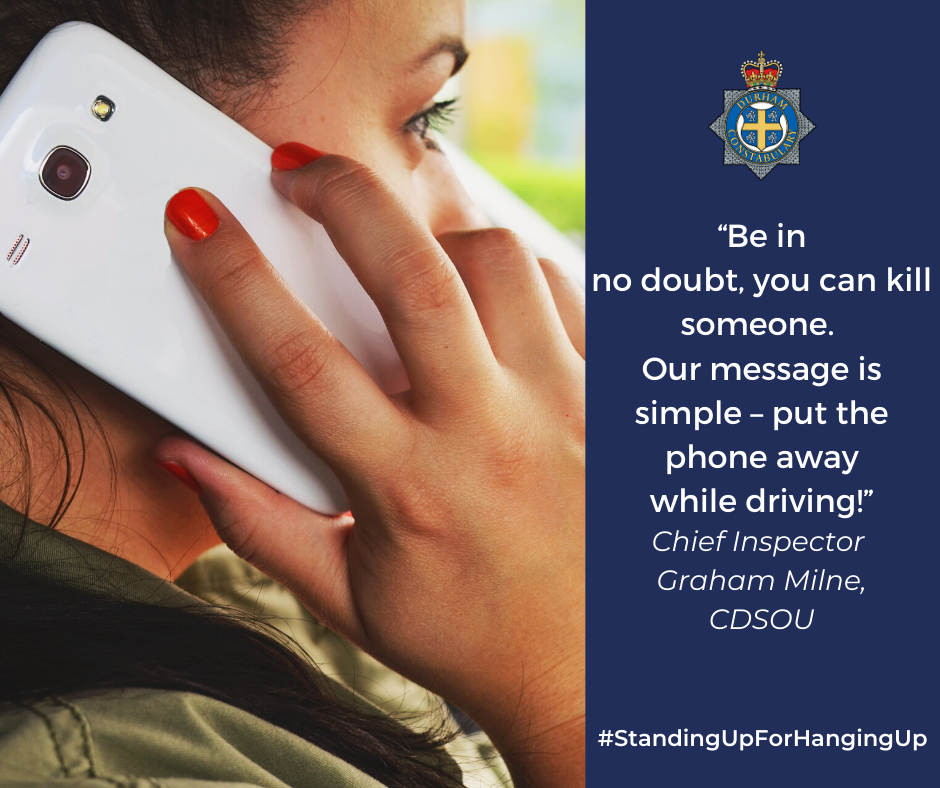 DURHAM
CONSTABULARY
“Be in
no doubt, you can kill
someone.
Our message is
simple – put the
phone away
while driving!”
Chief Inspector
Graham Milne,
CDSOU
#StandingUpForHangingUp